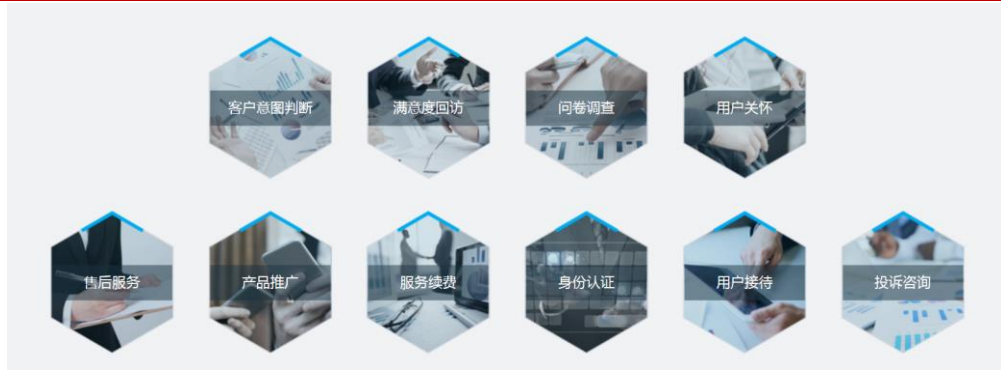 客户意图判断
满意度回访
问卷调查
用户关怀
售后服务
产品推广
服务续费
身份认证
用户接待
投诉咨询